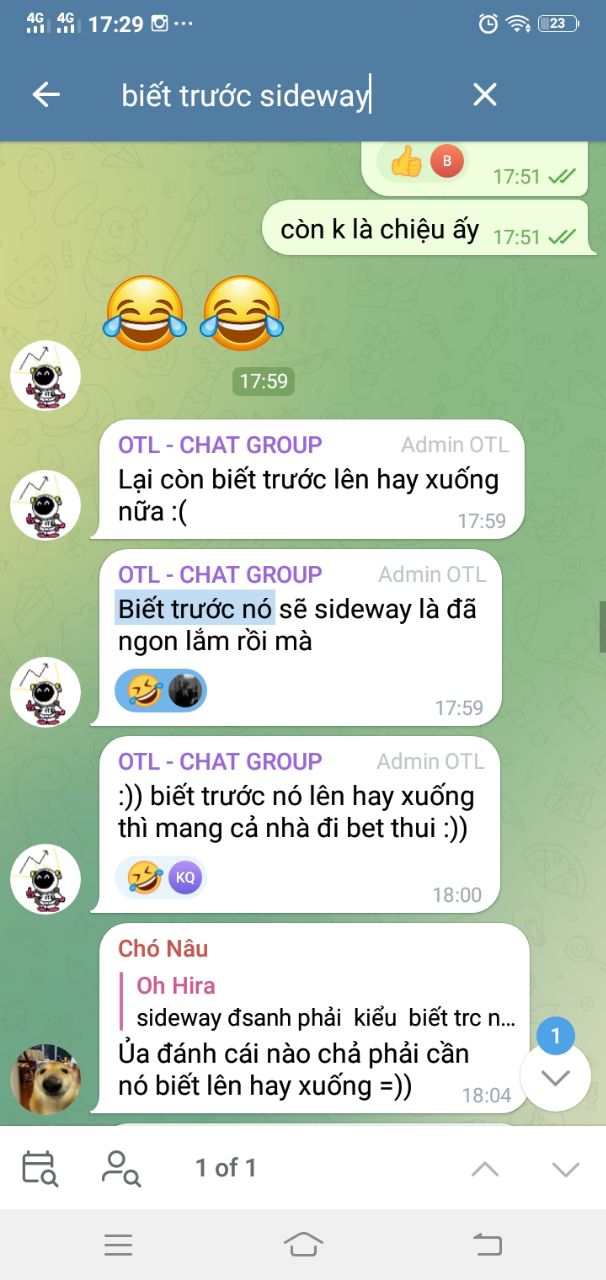 4G 4G 17:29 23
biết trước sideway
B 17:51
còn k là chiệu ấy 17:51
17:59
OTL - CHAT GROUP Admin OTL
Lại còn biết trước lên hay xuống
nữa :(
17:59
OTL - CHAT GROUP Admin OTL
Biết trước nó sẽ sideway là đã
ngon lắm rồi mà
17:59
OTL - CHAT GROUP Admin OTL
:)) biết trước nó lên hay xuống
thì mang cả nhà đi bet thui :))
KQ
18:00
Chó Nâu
Oh Hira
sideway đsanh phải kiểu biết trc n...
Ủa đánh cái nào chả phải cần
nó biết lên hay xuống =))
18:04
1
1 of 1